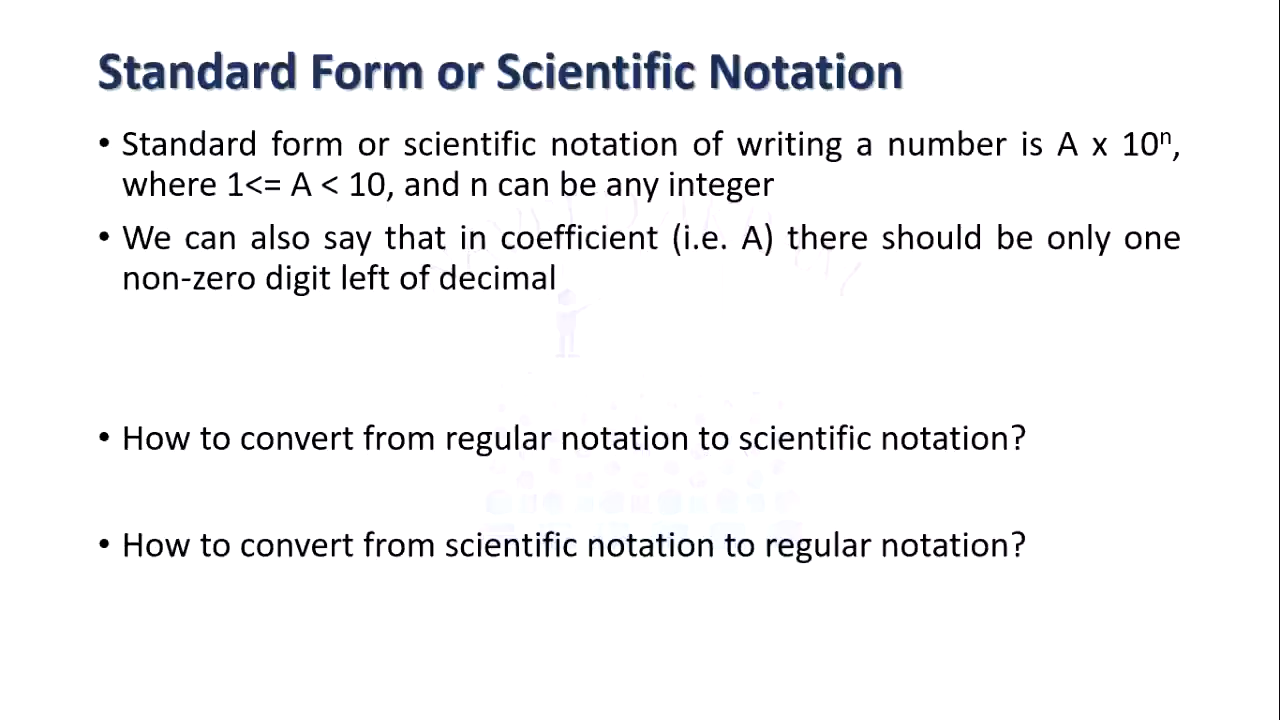 Standard Form or Scientific Notation
• Standard form or scientific notation of writing a number is A x 10ⁿ,
where 1<= A < 10, and n can be any integer
• We can also say that in coefficient (i.e. A) there should be only one
non-zero digit left of decimal
• How to convert from regular notation to scientific notation?
• How to convert from scientific notation to regular notation?